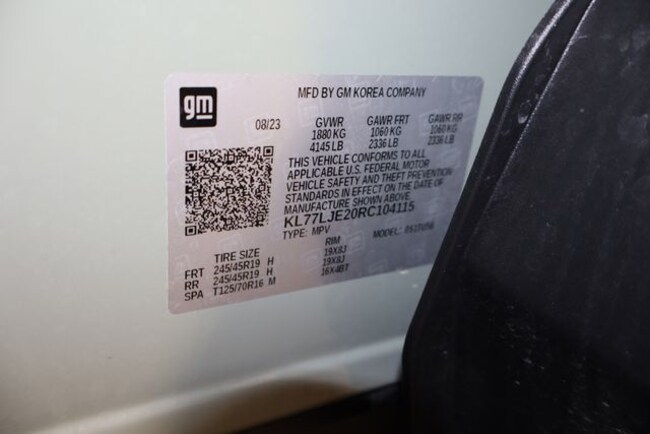 gm
MFD BY GM KOREA COMPANY
08/23 GVWR GAWR FRT GAWR RR
1880 KG 1060 KG 1060 KG
4145 LB 2336 LB 2336 LB
THIS VEHICLE CONFORMS TO ALL
APPLICABLE U.S. FEDERAL MOTOR
VEHICLE SAFETY AND THEFT PREVENTION
STANDARDS IN EFFECT ON THE DATE OF
MANUFACTURE SHOWN ABOVE.
KL77LJE20RC104115
TYPE: MPV MODEL:
TIRE SIZE RIM
FRT 245/45R19 H 19X8J
RR 245/45R19 H 19X8J
SPA T125/70R16 M 16X4BT